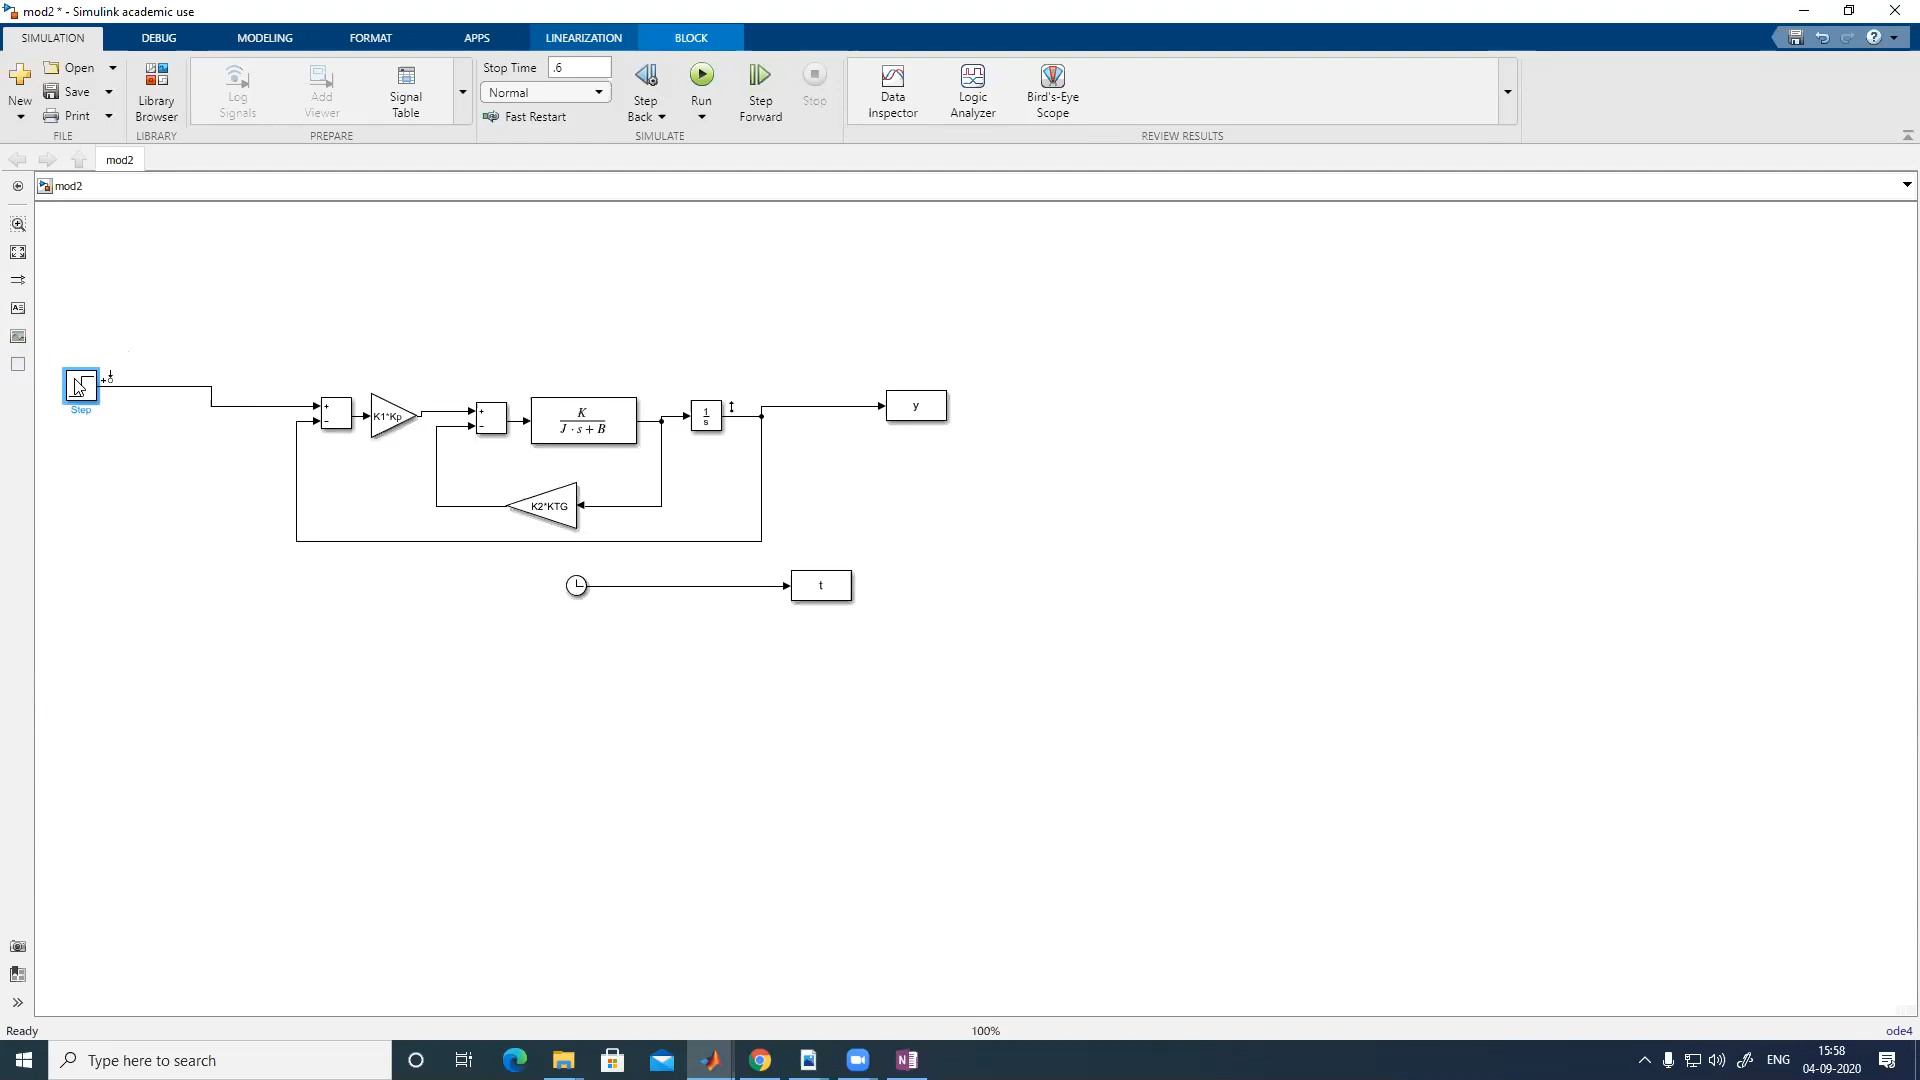 mod2 * - Simulink academic use
SIMULATION DEBUG MODELING FORMAT APPS LINEARIZATION BLOCK
New
Open
Save
Print
FILE
Library Browser
LIBRARY
Log Signals
Add Viewer
Signal Table
PREPARE
Stop Time .6
Normal
Fast Restart
Step Back
Run
Step Forward
Stop
SIMULATE
Data Inspector
Logic Analyzer
Bird's-Eye Scope
REVIEW RESULTS
mod2
mod2
Step
+
−
K1*Kp
+
−
K
J · s + B
1
s
y
K2*KTG
t
Ready 100% ode4
Type here to search
ENG
15:58
04-09-2020